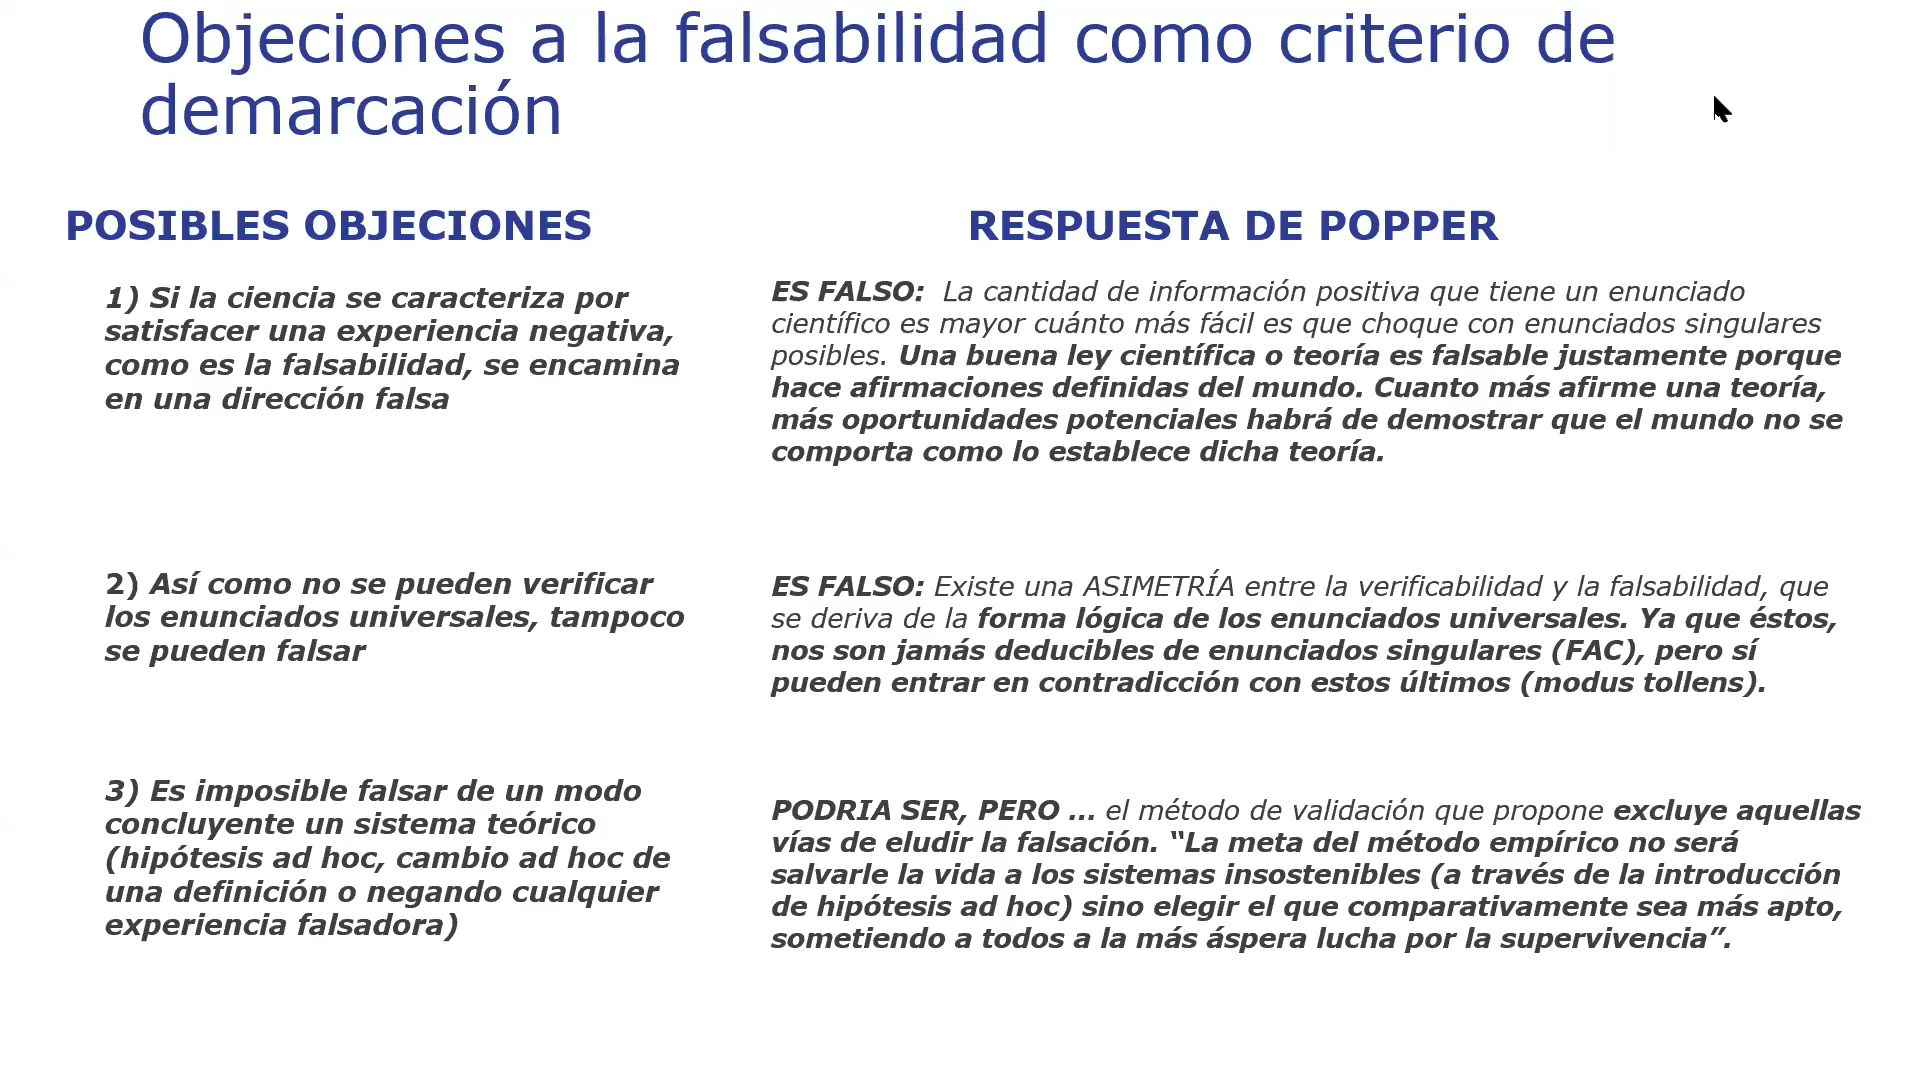 Objeciones a la falsabilidad como criterio de
demarcación
POSIBLES OBJECIONES
1) Si la ciencia se caracteriza por
satisfacer una experiencia negativa,
como es la falsabilidad, se encamina
en una dirección falsa
2) Así como no se pueden verificar
los enunciados universales, tampoco
se pueden falsar
3) Es imposible falsar de un modo
concluyente un sistema teórico
(hipótesis ad hoc, cambio ad hoc de
una definición o negando cualquier
experiencia falsadora)
RESPUESTA DE POPPER
ES FALSO: La cantidad de información positiva que tiene un enunciado
científico es mayor cuánto más fácil es que choque con enunciados singulares
posibles. Una buena ley científica o teoría es falsable justamente porque
hace afirmaciones definidas del mundo. Cuanto más afirme una teoría,
más oportunidades potenciales habrá de demostrar que el mundo no se
comporta como lo establece dicha teoría.
ES FALSO: Existe una ASIMETRÍA entre la verificabilidad y la falsabilidad, que
se deriva de la forma lógica de los enunciados universales. Ya que éstos,
nos son jamás deducibles de enunciados singulares (FAC), pero sí
pueden entrar en contradicción con estos últimos (modus tollens).
PODRIA SER, PERO ... el método de validación que propone excluye aquellas
vías de eludir la falsación. “La meta del método empírico no será
salvarle la vida a los sistemas insostenibles (a través de la introducción
de hipótesis ad hoc) sino elegir el que comparativamente sea más apto,
sometiendo a todos a la más áspera lucha por la supervivencia”.